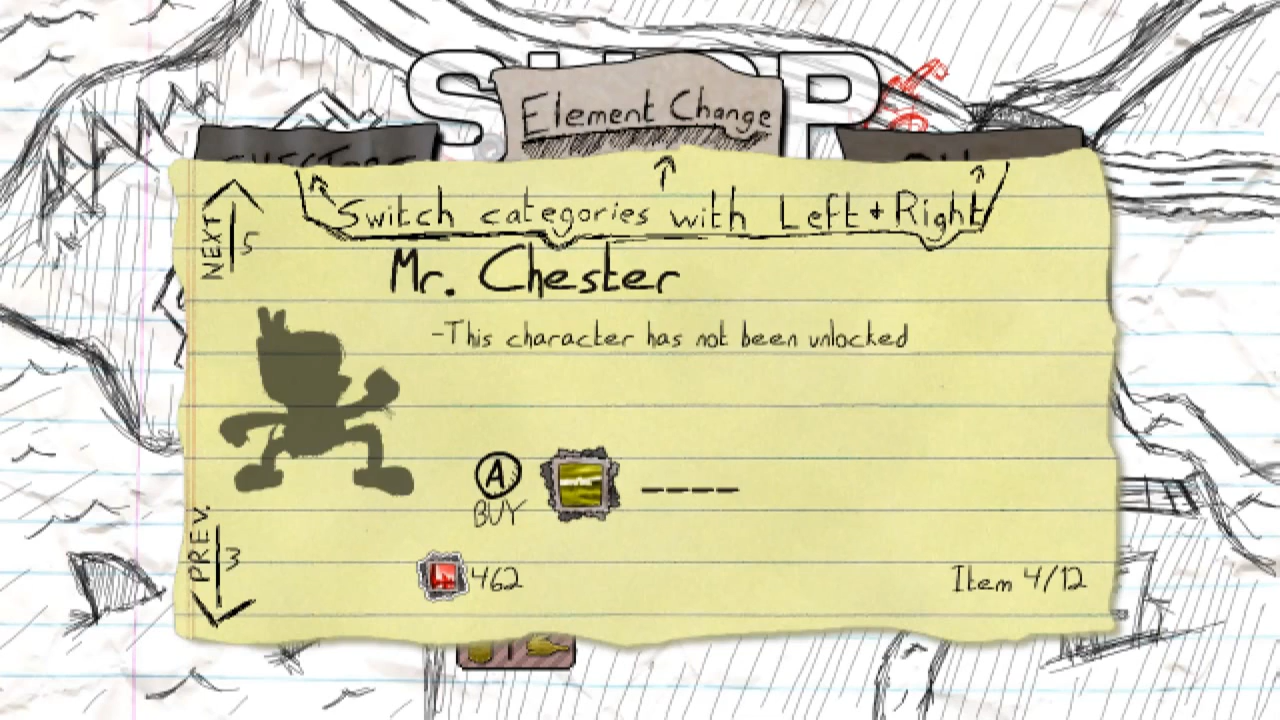 SHOP
Element Change
Switch categories with Left + Right
NEXT
5
Mr. Chester
-This character has not been unlocked
A
BUY
----
PREV.
3
462
Item 4/12